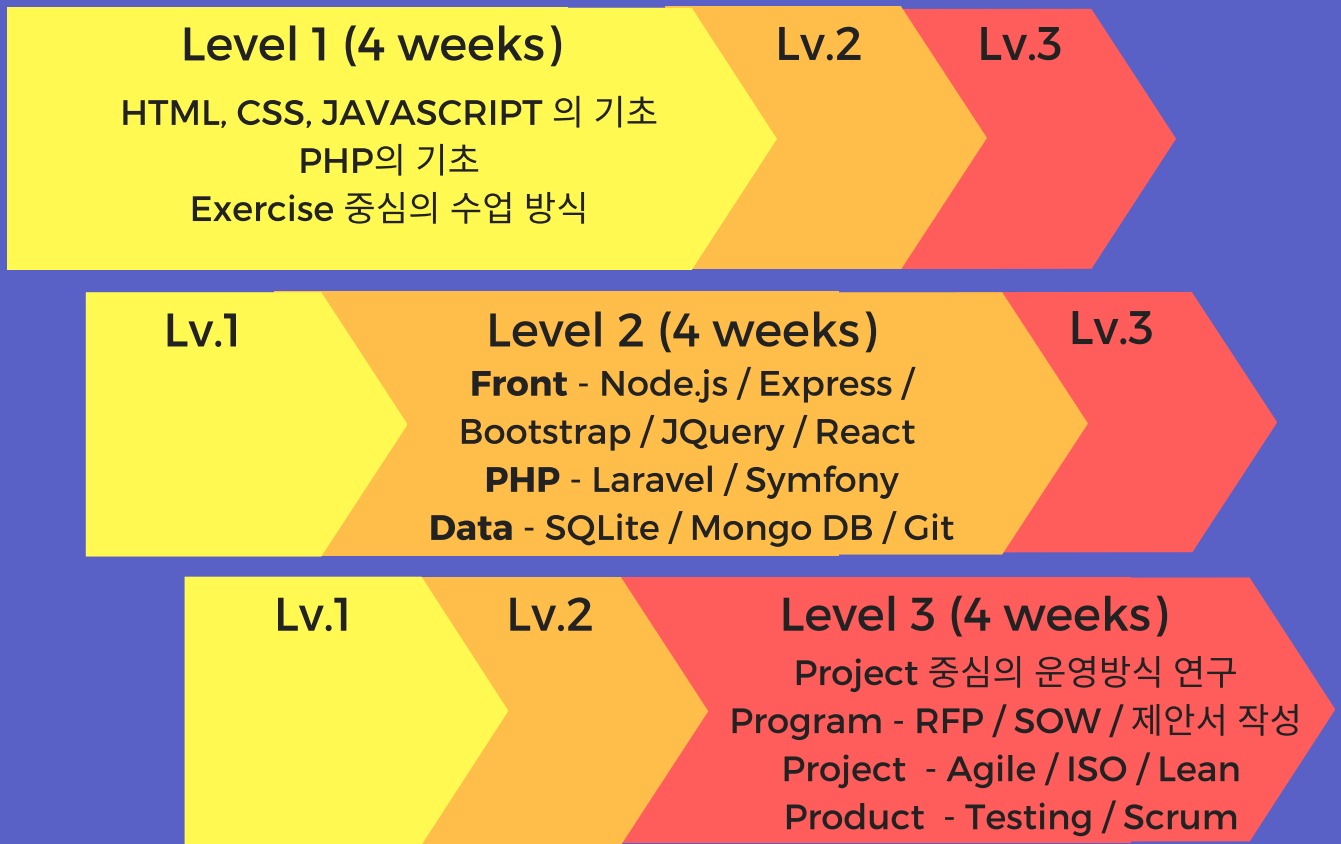 Level 1 (4 weeks)
HTML, CSS, JAVASCRIPT 의 기초
PHP의 기초
Exercise 중심의 수업 방식
Lv.2
Lv.3
Lv.1
Level 2 (4 weeks)
Front - Node.js / Express /
Bootstrap / JQuery / React
PHP - Laravel / Symfony
Data - SQLite / Mongo DB / Git
Lv.3
Lv.1
Lv.2
Level 3 (4 weeks)
Project 중심의 운영방식 연구
Program - RFP / SOW / 제안서 작성
Project - Agile / ISO / Lean
Product - Testing / Scrum